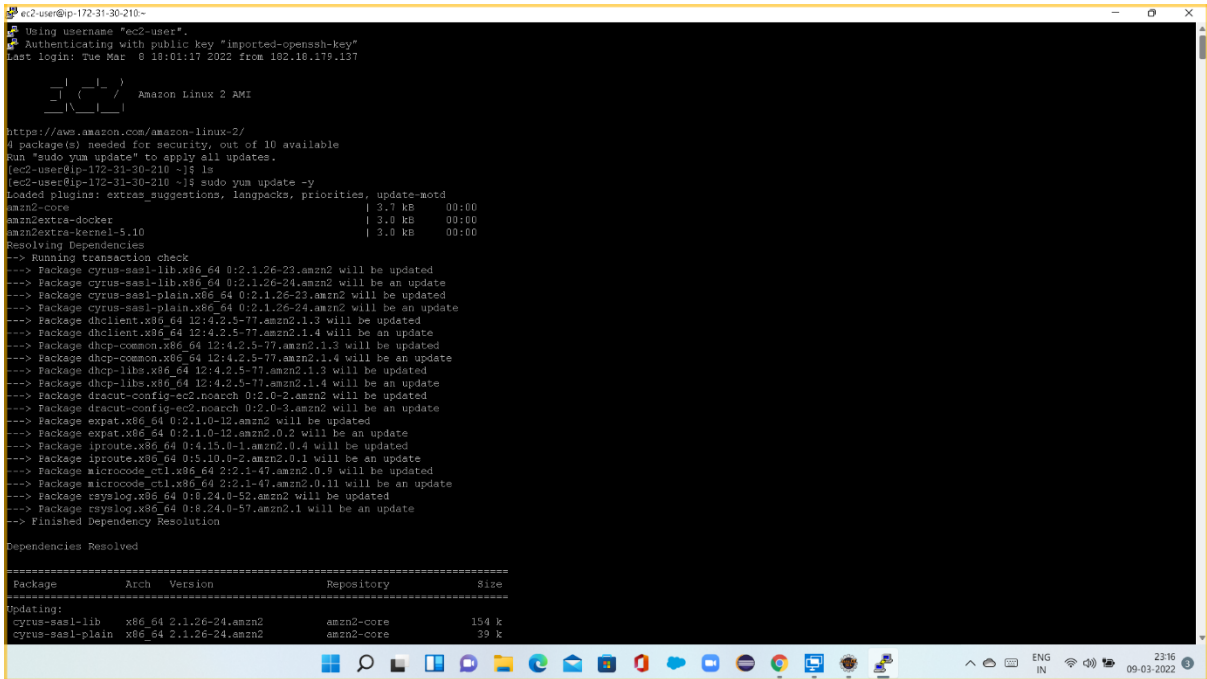 ec2-user@ip-172-31-30-210:~
Using username "ec2-user".
Authenticating with public key "imported-openssh-key"
Last login: Tue Mar  8 18:01:17 2022 from 182.18.179.137
       __|  __|_  )
       _|  (     /   Amazon Linux 2 AMI
      ___|\___|___|
https://aws.amazon.com/amazon-linux-2/
4 package(s) needed for security, out of 10 available
Run "sudo yum update" to apply all updates.
[ec2-user@ip-172-31-30-210 ~]$ ls
[ec2-user@ip-172-31-30-210 ~]$ sudo yum update -y
Loaded plugins: extras_suggestions, langpacks, priorities, update-motd
amzn2-core | 3.7 kB 00:00
amzn2extra-docker | 3.0 kB 00:00
amzn2extra-kernel-5.10 | 3.0 kB 00:00
Resolving Dependencies
--> Running transaction check
---> Package cyrus-sasl-lib.x86_64 0:2.1.26-23.amzn2 will be updated
---> Package cyrus-sasl-lib.x86_64 0:2.1.26-24.amzn2 will be an update
---> Package cyrus-sasl-plain.x86_64 0:2.1.26-23.amzn2 will be updated
---> Package cyrus-sasl-plain.x86_64 0:2.1.26-24.amzn2 will be an update
---> Package dhclient.x86_64 12:4.2.5-77.amzn2.1.3 will be updated
---> Package dhclient.x86_64 12:4.2.5-77.amzn2.1.4 will be an update
---> Package dhcp-common.x86_64 12:4.2.5-77.amzn2.1.3 will be updated
---> Package dhcp-common.x86_64 12:4.2.5-77.amzn2.1.4 will be an update
---> Package dhcp-libs.x86_64 12:4.2.5-77.amzn2.1.3 will be updated
---> Package dhcp-libs.x86_64 12:4.2.5-77.amzn2.1.4 will be an update
---> Package dracut-config-ec2.noarch 0:2.0-2.amzn2 will be updated
---> Package dracut-config-ec2.noarch 0:2.0-3.amzn2 will be an update
---> Package expat.x86_64 0:2.1.0-12.amzn2 will be updated
---> Package expat.x86_64 0:2.1.0-12.amzn2.0.2 will be an update
---> Package iproute.x86_64 0:4.15.0-1.amzn2.0.4 will be updated
---> Package iproute.x86_64 0:5.10.0-2.amzn2.0.1 will be an update
---> Package microcode_ctl.x86_64 2:2.1-47.amzn2.0.9 will be updated
---> Package microcode_ctl.x86_64 2:2.1-47.amzn2.0.11 will be an update
---> Package rsyslog.x86_64 0:8.24.0-52.amzn2 will be updated
---> Package rsyslog.x86_64 0:8.24.0-57.amzn2.1 will be an update
--> Finished Dependency Resolution
Dependencies Resolved
================================================================================
Package Arch Version Repository Size
================================================================================
Updating:
cyrus-sasl-lib x86_64 2.1.26-24.amzn2 amzn2-core 154 k
cyrus-sasl-plain x86_64 2.1.26-24.amzn2 amzn2-core 39 k
ENG 23:16
IN 09-03-2022 3